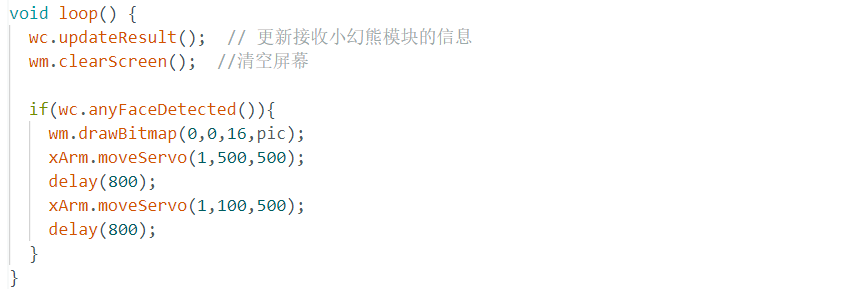 void loop() {
  wc.updateResult();  // 更新接收小幻熊模块的信息
  wm.clearScreen();  //清空屏幕

  if(wc.anyFaceDetected()){
    wm.drawBitmap(0,0,16,pic);
    xArm.moveServo(1,500,500);
    delay(800);
    xArm.moveServo(1,100,500);
    delay(800);
  }
}